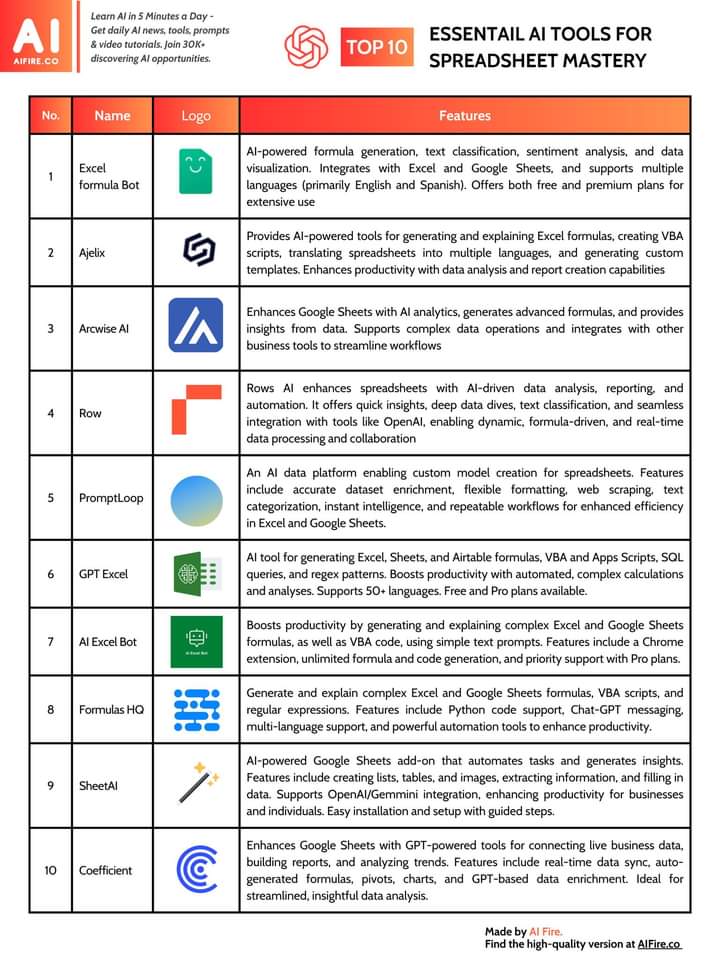 AI
AIFIRE.CO
Learn AI in 5 Minutes a Day -
Get daily AI news, tools, prompts
& video tutorials. Join 30K+
discovering AI opportunities.
TOP 10
ESSENTAIL AI TOOLS FOR
SPREADSHEET MASTERY
No. Name Logo Features
1
Excel
formula Bot
AI-powered formula generation, text classification, sentiment analysis, and data
visualization. Integrates with Excel and Google Sheets, and supports multiple
languages (primarily English and Spanish). Offers both free and premium plans for
extensive use
2
Ajelix
Provides AI-powered tools for generating and explaining Excel formulas, creating VBA
scripts, translating spreadsheets into multiple languages, and generating custom
templates. Enhances productivity with data analysis and report creation capabilities
3
Arcwise AI
Enhances Google Sheets with AI analytics, generates advanced formulas, and provides
insights from data. Supports complex data operations and integrates with other
business tools to streamline workflows
4
Row
Rows AI enhances spreadsheets with AI-driven data analysis, reporting, and
automation. It offers quick insights, deep data dives, text classification, and seamless
integration with tools like OpenAI, enabling dynamic, formula-driven, and real-time
data processing and collaboration
5
PromptLoop
An AI data platform enabling custom model creation for spreadsheets. Features
include accurate dataset enrichment, flexible formatting, web scraping, text
categorization, instant intelligence, and repeatable workflows for enhanced efficiency
in Excel and Google Sheets.
6
GPT Excel
AI tool for generating Excel, Sheets, and Airtable formulas, VBA and Apps Scripts, SQL
queries, and regex patterns. Boosts productivity with automated, complex calculations
and analyses. Supports 50+ languages. Free and Pro plans available.
7
AI Excel Bot
AI Excel Bot
Boosts productivity by generating and explaining complex Excel and Google Sheets
formulas, as well as VBA code, using simple text prompts. Features include a Chrome
extension, unlimited formula and code generation, and priority support with Pro plans.
8
Formulas HQ
Generate and explain complex Excel and Google Sheets formulas, VBA scripts, and
regular expressions. Features include Python code support, Chat-GPT messaging,
multi-language support, and powerful automation tools to enhance productivity.
9
SheetAI
AI-powered Google Sheets add-on that automates tasks and generates insights.
Features include creating lists, tables, and images, extracting information, and filling in
data. Supports OpenAI/Gemmini integration, enhancing productivity for businesses
and individuals. Easy installation and setup with guided steps.
10
Coefficient
Enhances Google Sheets with GPT-powered tools for connecting live business data,
building reports, and analyzing trends. Features include real-time data sync, auto-
generated formulas, pivots, charts, and GPT-based data enrichment. Ideal for
streamlined, insightful data analysis.
Made by AI Fire.
Find the high-quality version at AIFire.co